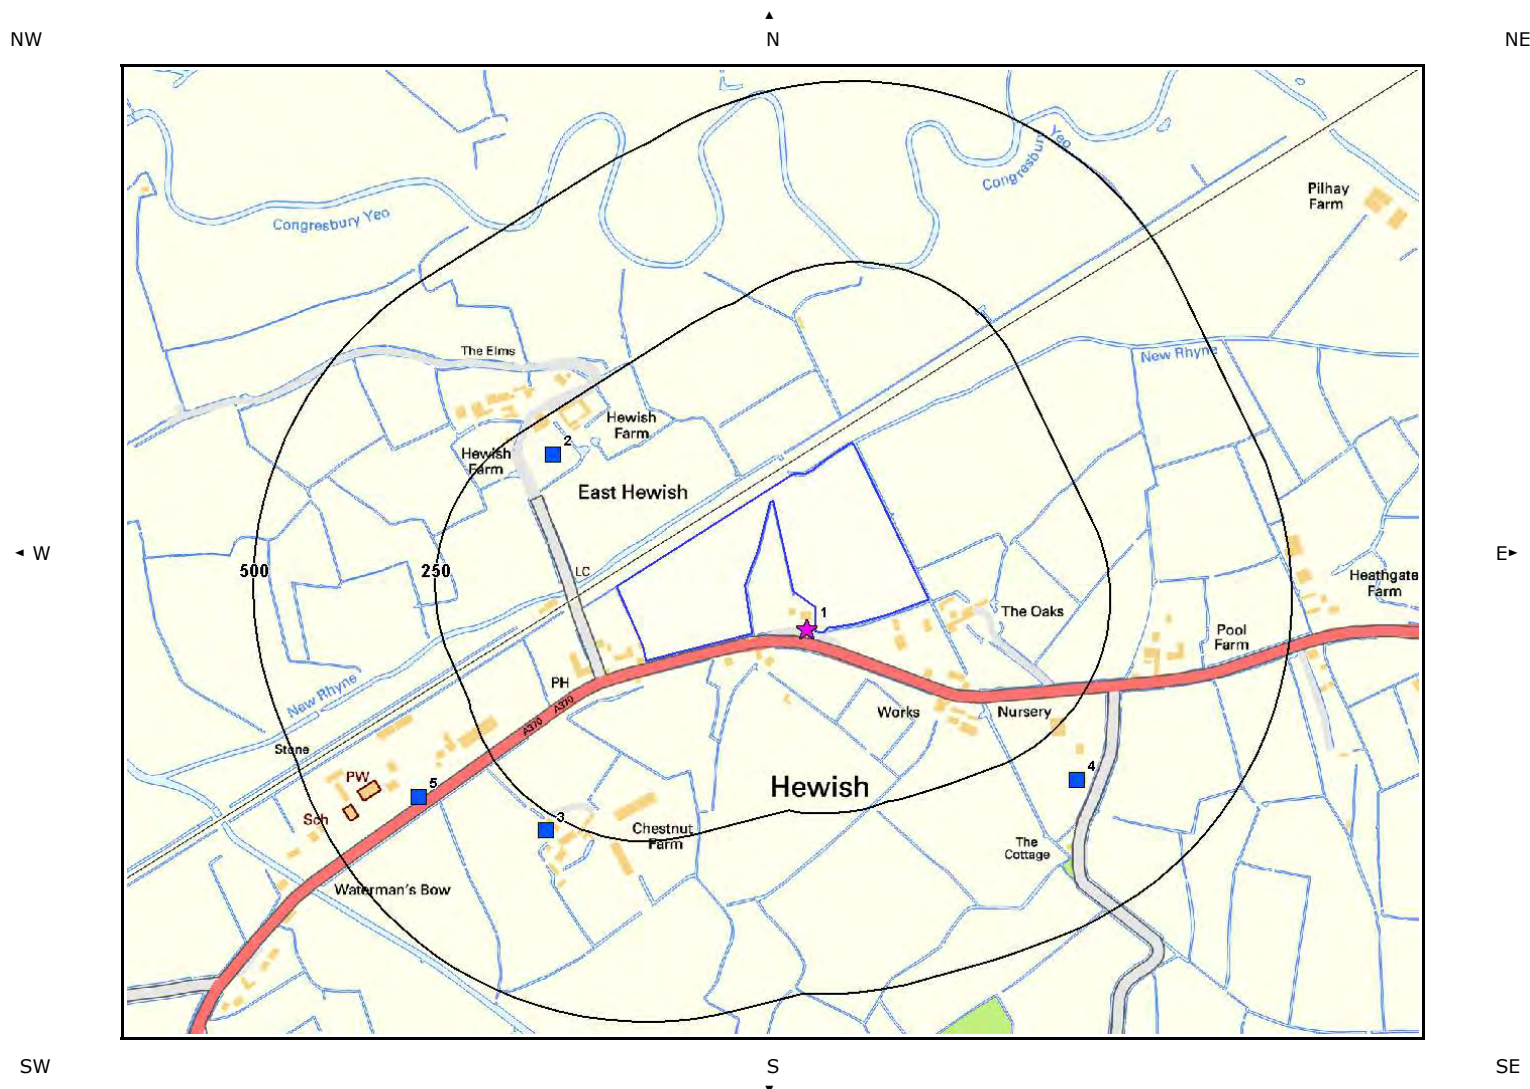 NW
N
NE
Congresbury Yeo
Congresbury Yeo
Pilhay
Farm
The Elms
New Rhyne
Hewish
Farm
2
Hewish
Farm
East Hewish
W
500
250
LC
E
Heathgate
Farm
1
The Oaks
Pool
Farm
PH
New Rhyne
A370
A370
Works
Nursery
Stone
PW
5
Sch
3
Hewish
4
Chestnut
Farm
The
Cottage
Waterman's Bow
SW
S
SE